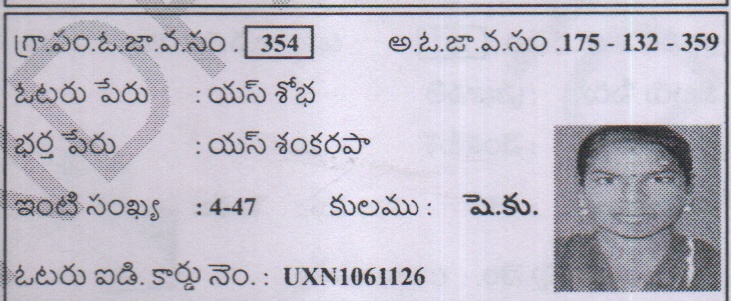 గ్రా.పం.ఓ.జా.వ.సం . 354 అ.ఓ.జా.వ.సం .175 - 132 - 359
ఓటరు పేరు : యస్ శోభ
భర్త పేరు : యస్ శంకరపా
ఇంటి సంఖ్య : 4-47 కులము : షె.కు.
ఓటరు ఐడి. కార్డు నెం. : UXN1061126